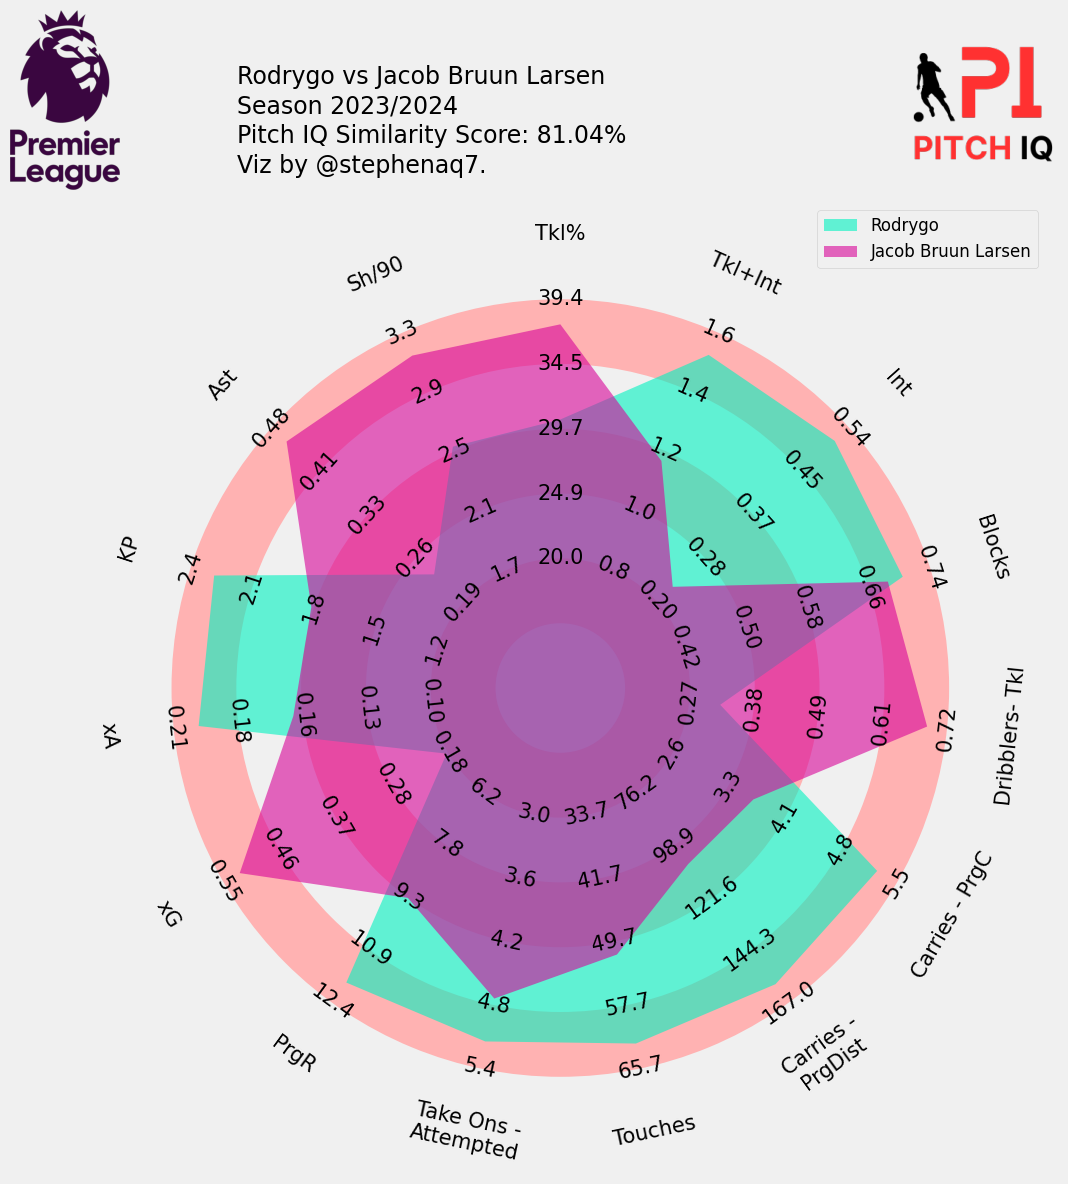 Rodrygo vs Jacob Bruun Larsen
Season 2023/2024
Pitch IQ Similarity Score: 81.04%
Viz by @stephenaq7.
Premier
League
PI
PITCH IQ
Rodrygo
Jacob Bruun Larsen
Tkl%
39.4
34.5
29.7
24.9
20.0
Tkl+Int
1.6
1.4
1.2
1.0
0.8
Int
0.54
0.45
0.37
0.28
0.20
Blocks
0.74
0.66
0.58
0.50
0.42
Dribblers- Tkl
0.72
0.61
0.49
0.38
0.27
Carries - PrgC
5.5
4.8
4.1
3.3
2.6
Carries -
PrgDist
167.0
144.3
121.6
98.9
76.2
Touches
65.7
57.7
49.7
41.7
33.7
Take Ons -
Attempted
5.4
4.8
4.2
3.6
3.0
PrgR
12.4
10.9
9.3
7.8
6.2
xG
0.55
0.46
0.37
0.28
0.18
xA
0.21
0.18
0.16
0.13
0.10
KP
2.4
2.1
1.8
1.5
1.2
Ast
0.48
0.41
0.33
0.26
0.19
Sh/90
3.3
2.9
2.5
2.1
1.7